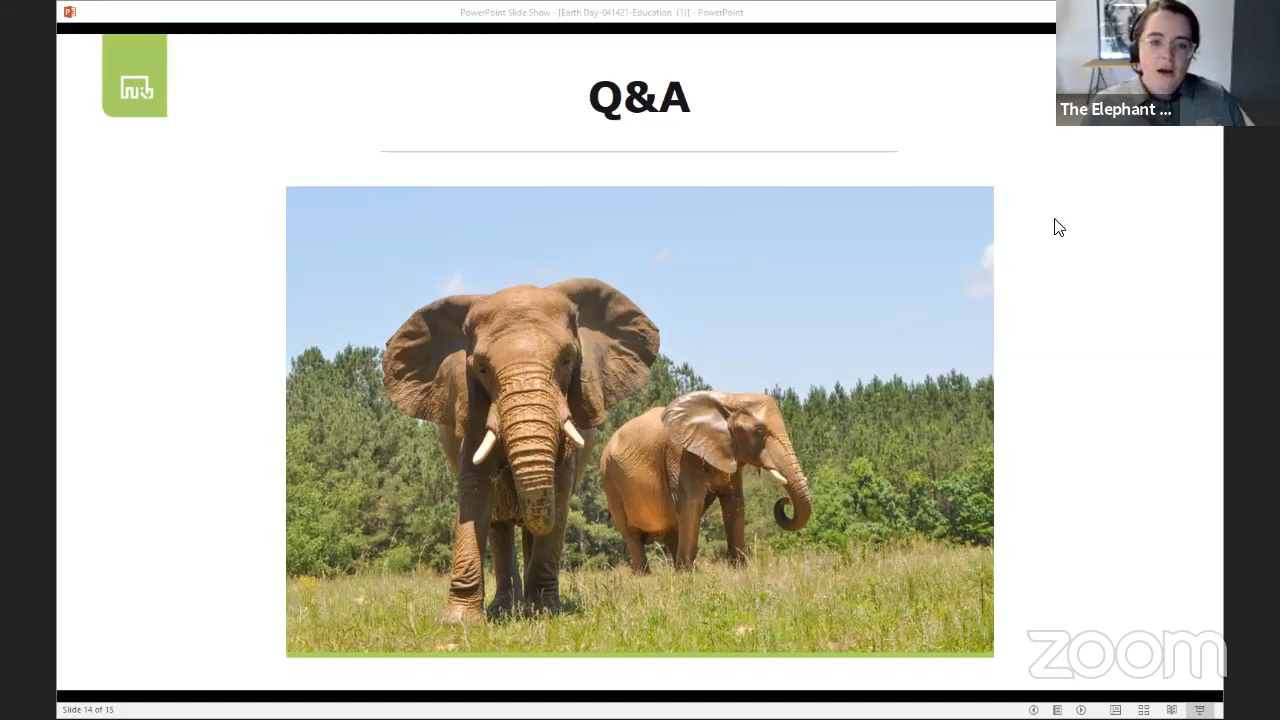 PowerPoint Slide Show - [Earth Day-041421-Education (1)] - PowerPoint
The Elephant ...
Q&A
zoom
Slide 14 of 15